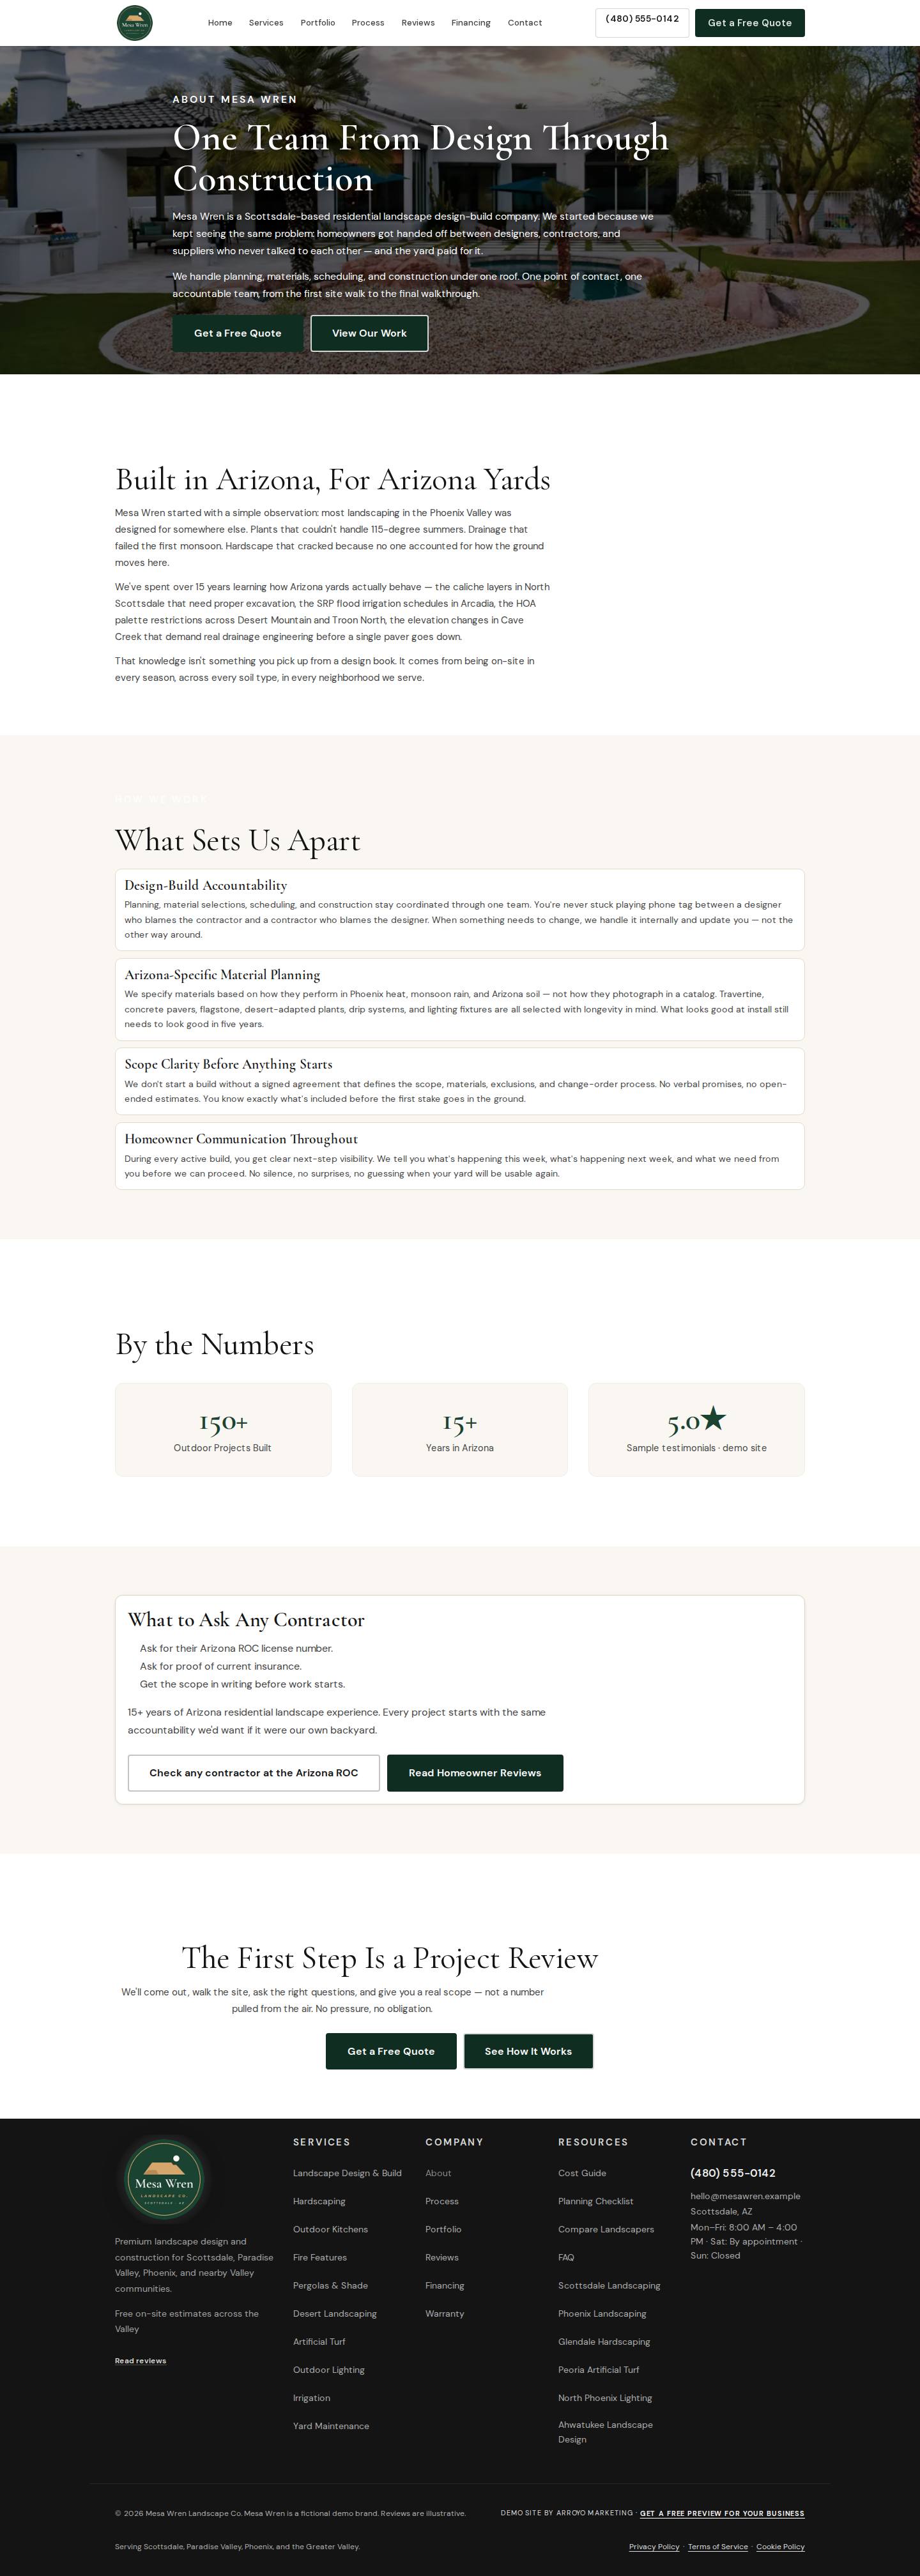 Mesa Wren
Home Services Portfolio Process Reviews Financing Contact
(480) 555-0142
Get a Free Quote
ABOUT MESA WREN
One Team From Design Through
Construction
Mesa Wren is a Scottsdale-based residential landscape design-build company. We started because we
kept seeing the same problem: homeowners got handed off between designers, contractors, and
suppliers who never talked to each other — and the yard paid for it.
We handle planning, materials, scheduling, and construction under one roof. One point of contact, one
accountable team, from the first site walk to the final walkthrough.
Get a Free Quote
View Our Work
Built in Arizona, For Arizona Yards
Mesa Wren started with a simple observation: most landscaping in the Phoenix Valley was
designed for somewhere else. Plants that couldn't handle 115-degree summers. Drainage that
failed the first monsoon. Hardscape that cracked because no one accounted for how the ground
moves here.
We've spent over 15 years learning how Arizona yards actually behave — the caliche layers in North
Scottsdale that need proper excavation, the SRP flood irrigation schedules in Arcadia, the HOA
palette restrictions across Desert Mountain and Troon North, the elevation changes in Cave
Creek that demand real drainage engineering before a single paver goes down.
That knowledge isn't something you pick up from a design book. It comes from being on-site in
every season, across every soil type, in every neighborhood we serve.
HOW WE WORK
What Sets Us Apart
Design-Build Accountability
Planning, material selections, scheduling, and construction stay coordinated through one team. You're never stuck playing phone tag between a designer
who blames the contractor and a contractor who blames the designer. When something needs to change, we handle it internally and update you — not the
other way around.
Arizona-Specific Material Planning
We specify materials based on how they perform in Phoenix heat, monsoon rain, and Arizona soil — not how they photograph in a catalog. Travertine,
concrete pavers, flagstone, desert-adapted plants, drip systems, and lighting fixtures are all selected with longevity in mind. What looks good at install still
needs to look good in five years.
Scope Clarity Before Anything Starts
We don't start a build without a signed agreement that defines the scope, materials, exclusions, and change-order process. No verbal promises, no open-
ended estimates. You know exactly what's included before the first stake goes in the ground.
Homeowner Communication Throughout
During every active build, you get clear next-step visibility. We tell you what's happening this week, what's happening next week, and what we need from
you before we can proceed. No silence, no surprises, no guessing when your yard will be usable again.
By the Numbers
150+
Outdoor Projects Built
15+
Years in Arizona
5.0★
Sample testimonials · demo site
What to Ask Any Contractor
Ask for their Arizona ROC license number.
Ask for proof of current insurance.
Get the scope in writing before work starts.
15+ years of Arizona residential landscape experience. Every project starts with the same
accountability we'd want if it were our own backyard.
Check any contractor at the Arizona ROC
Read Homeowner Reviews
The First Step Is a Project Review
We'll come out, walk the site, ask the right questions, and give you a real scope — not a number
pulled from the air. No pressure, no obligation.
Get a Free Quote
See How It Works
Mesa Wren
LANDSCAPE CO.
SCOTTSDALE · AZ
Premium landscape design and
construction for Scottsdale, Paradise
Valley, Phoenix, and nearby Valley
communities.
Free on-site estimates across the
Valley
Read reviews
SERVICES
Landscape Design & Build
Hardscaping
Outdoor Kitchens
Fire Features
Pergolas & Shade
Desert Landscaping
Artificial Turf
Outdoor Lighting
Irrigation
Yard Maintenance
COMPANY
About
Process
Portfolio
Reviews
Financing
Warranty
RESOURCES
Cost Guide
Planning Checklist
Compare Landscapers
FAQ
Scottsdale Landscaping
Phoenix Landscaping
Glendale Hardscaping
Peoria Artificial Turf
North Phoenix Lighting
Ahwatukee Landscape
Design
CONTACT
(480) 555-0142
hello@mesawren.example
Scottsdale, AZ
Mon–Fri: 8:00 AM – 4:00
PM · Sat: By appointment ·
Sun: Closed
© 2026 Mesa Wren Landscape Co. Mesa Wren is a fictional demo brand. Reviews are illustrative.
DEMO SITE BY ARROYO MARKETING · GET A FREE PREVIEW FOR YOUR BUSINESS
Serving Scottsdale, Paradise Valley, Phoenix, and the Greater Valley.
Privacy Policy · Terms of Service · Cookie Policy